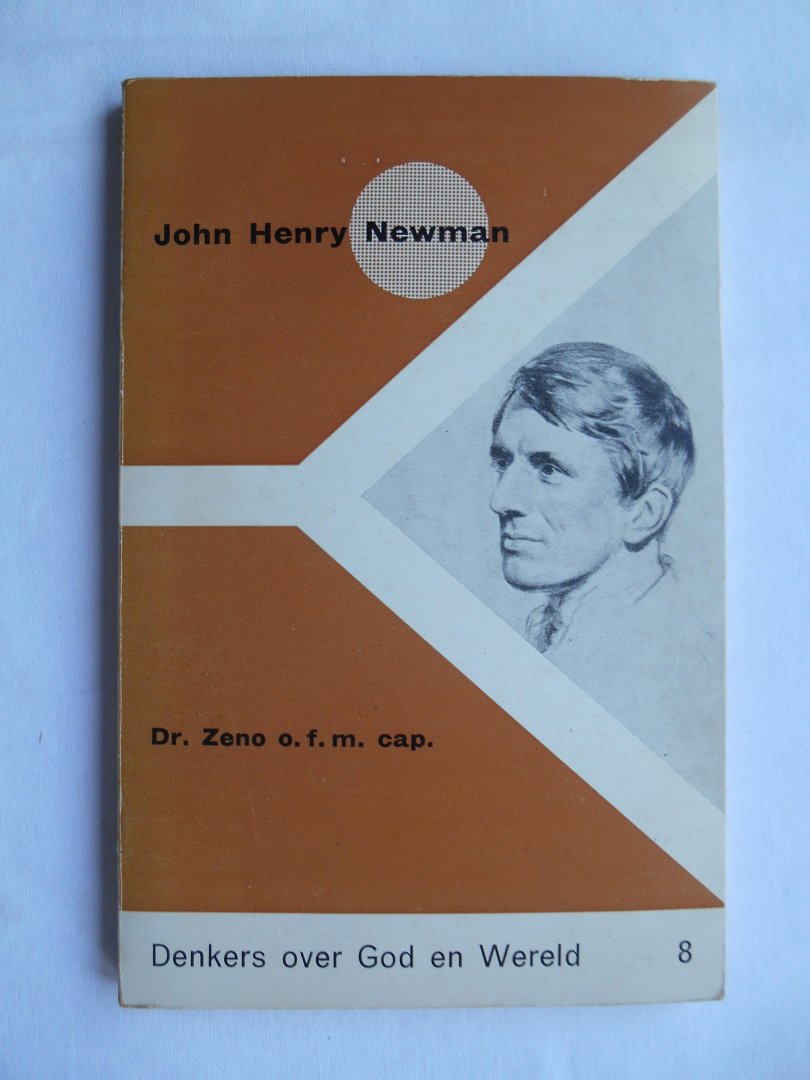 John Henry Newman
Dr. Zeno o.f.m. cap.
Denkers over God en Wereld 8